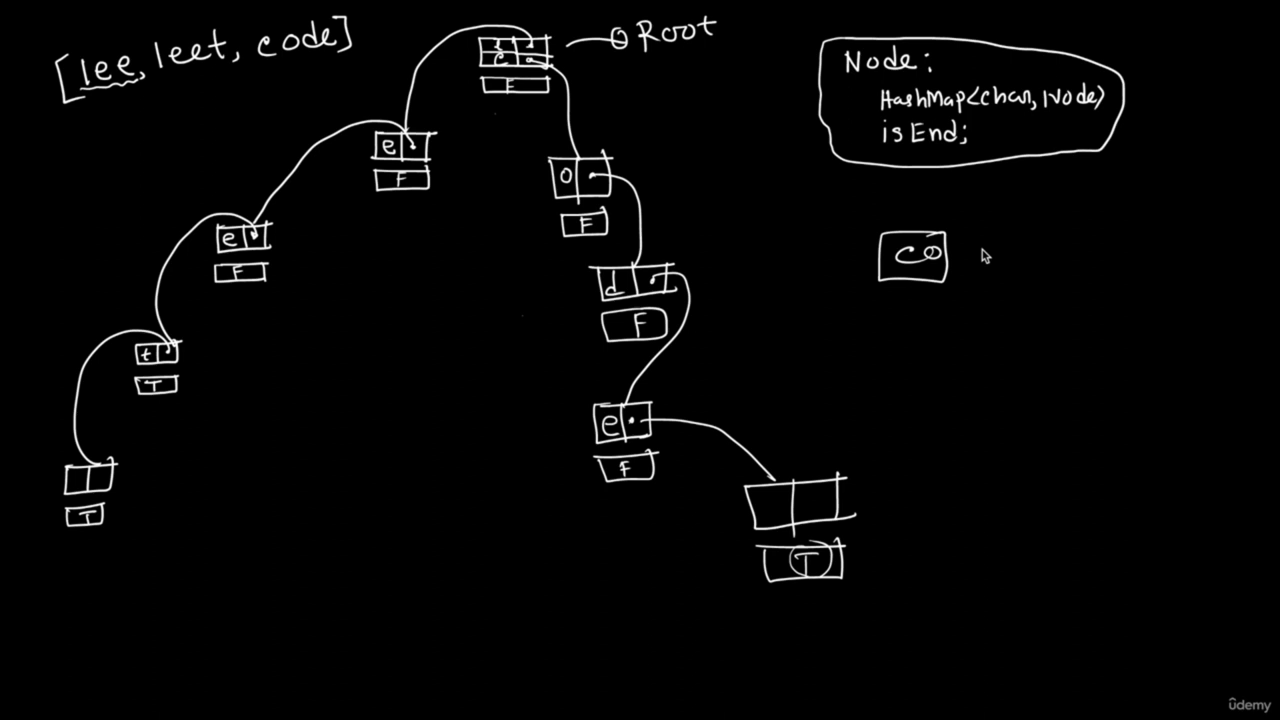 [lee, leet, code]
Root
l
c
F
Node:
HashMap<char, Node>
isEnd;
e
F
o
F
e
F
co
d
F
t
T
e
F
T
T
udemy